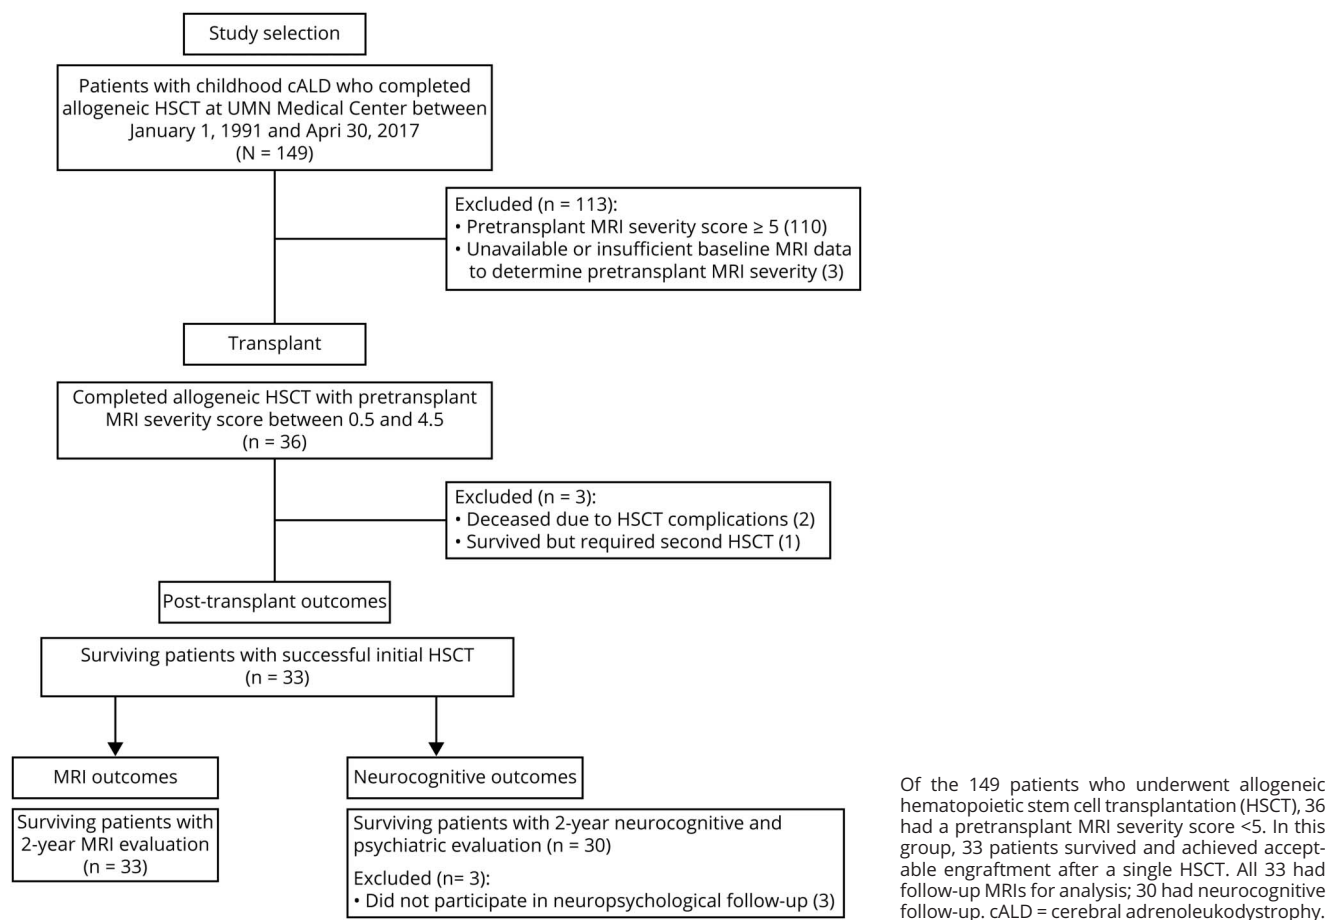 Study selection
Patients with childhood cALD who completed
allogeneic HSCT at UMN Medical Center between
January 1, 1991 and Apri 30, 2017
(N = 149)
Excluded (n = 113):
• Pretransplant MRI severity score ≥ 5 (110)
• Unavailable or insufficient baseline MRI data
to determine pretransplant MRI severity (3)
Transplant
Completed allogeneic HSCT with pretransplant
MRI severity score between 0.5 and 4.5
(n = 36)
Excluded (n = 3):
• Deceased due to HSCT complications (2)
• Survived but required second HSCT (1)
Post-transplant outcomes
Surviving patients with successful initial HSCT
(n = 33)
MRI outcomes
Surviving patients with
2-year MRI evaluation
(n = 33)
Neurocognitive outcomes
Surviving patients with 2-year neurocognitive and
psychiatric evaluation (n = 30)
Excluded (n= 3):
• Did not participate in neuropsychological follow-up (3)
Of the 149 patients who underwent allogeneic
hematopoietic stem cell transplantation (HSCT), 36
had a pretransplant MRI severity score <5. In this
group, 33 patients survived and achieved accept-
able engraftment after a single HSCT. All 33 had
follow-up MRIs for analysis; 30 had neurocognitive
follow-up. cALD = cerebral adrenoleukodystrophy.